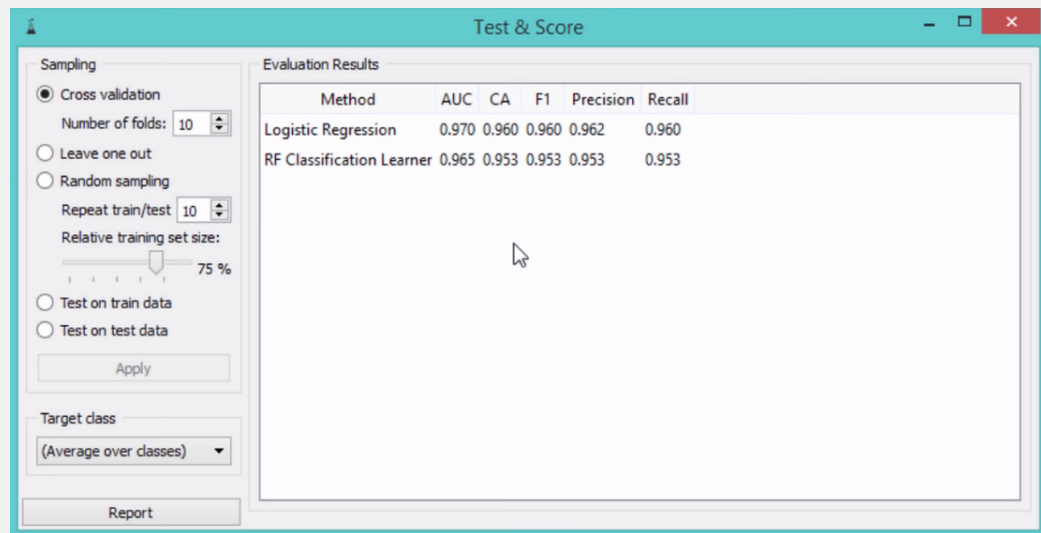 Test & Score
Sampling
Cross validation
Number of folds: 10
Leave one out
Random sampling
Repeat train/test 10
Relative training set size:
75 %
Test on train data
Test on test data
Apply
Target class
(Average over classes)
Report
Evaluation Results
Method AUC CA F1 Precision Recall
Logistic Regression 0.970 0.960 0.960 0.962 0.960
RF Classification Learner 0.965 0.953 0.953 0.953 0.953